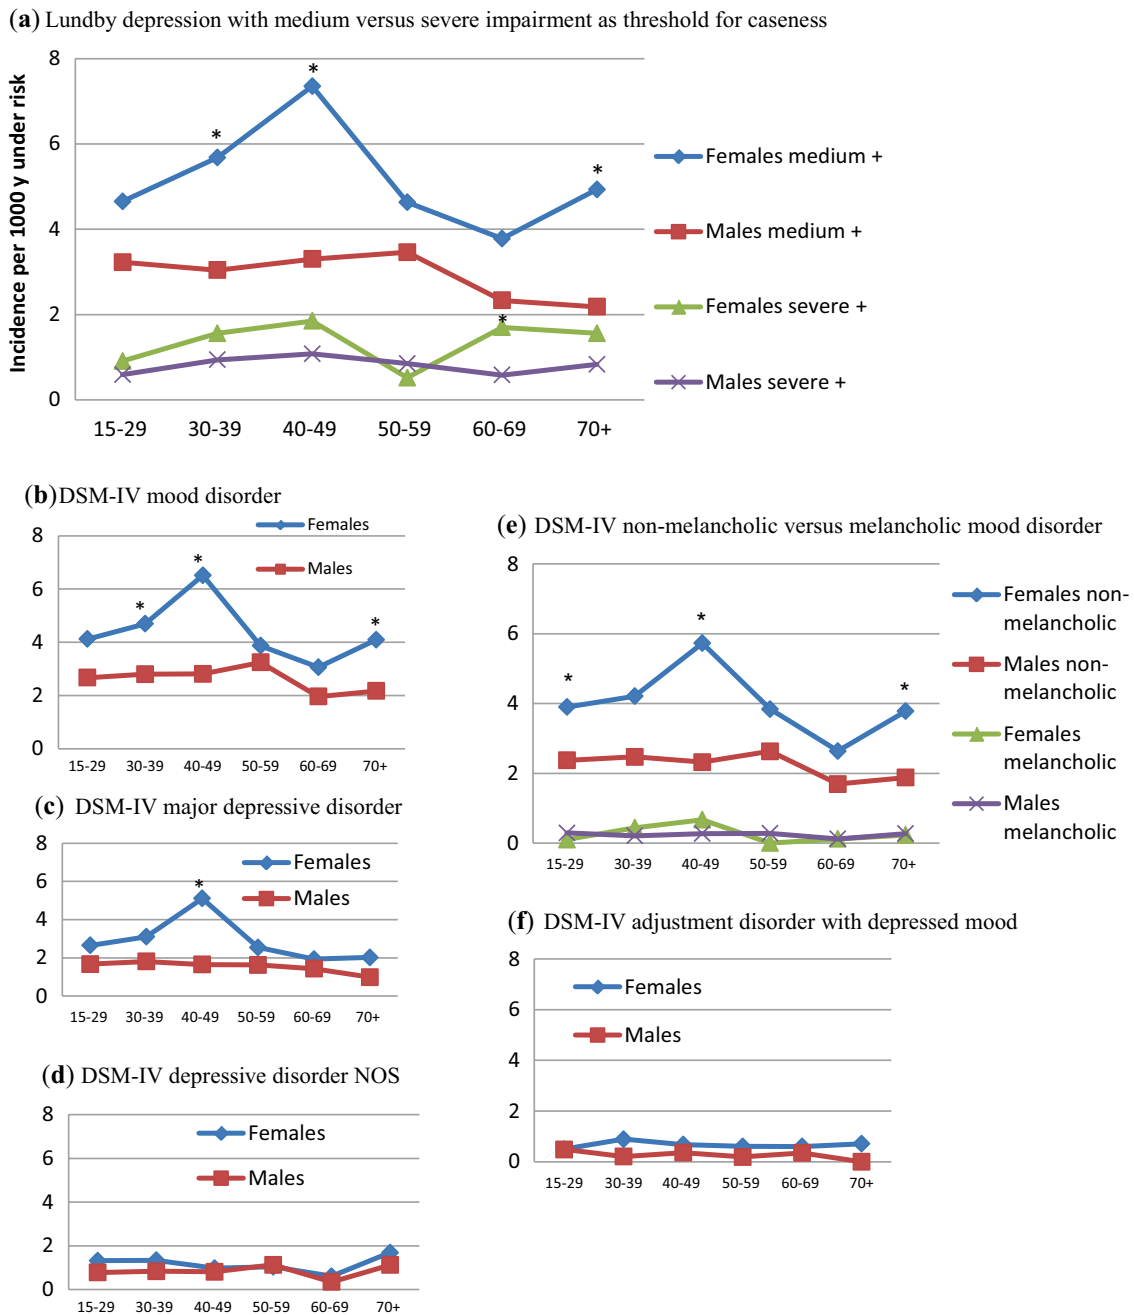 (a) Lundby depression with medium versus severe impairment as threshold for caseness
Incidence per 1000 y under risk
8
6
4
2
0
*
*
*
*
15-29 30-39 40-49 50-59 60-69 70+
Females medium +
Males medium +
Females severe +
Males severe +
(b) DSM-IV mood disorder
Females
Males
8
6
4
2
0
*
*
*
15-29 30-39 40-49 50-59 60-69 70+
(c) DSM-IV major depressive disorder
Females
Males
8
6
4
2
0
*
15-29 30-39 40-49 50-59 60-69 70+
(d) DSM-IV depressive disorder NOS
Females
Males
8
6
4
2
0
15-29 30-39 40-49 50-59 60-69 70+
(e) DSM-IV non-melancholic versus melancholic mood disorder
8
6
4
2
0
*
*
*
15-29 30-39 40-49 50-59 60-69 70+
Females non-
melancholic
Males non-
melancholic
Females
melancholic
Males
melancholic
(f) DSM-IV adjustment disorder with depressed mood
Females
Males
8
6
4
2
0
15-29 30-39 40-49 50-59 60-69 70+